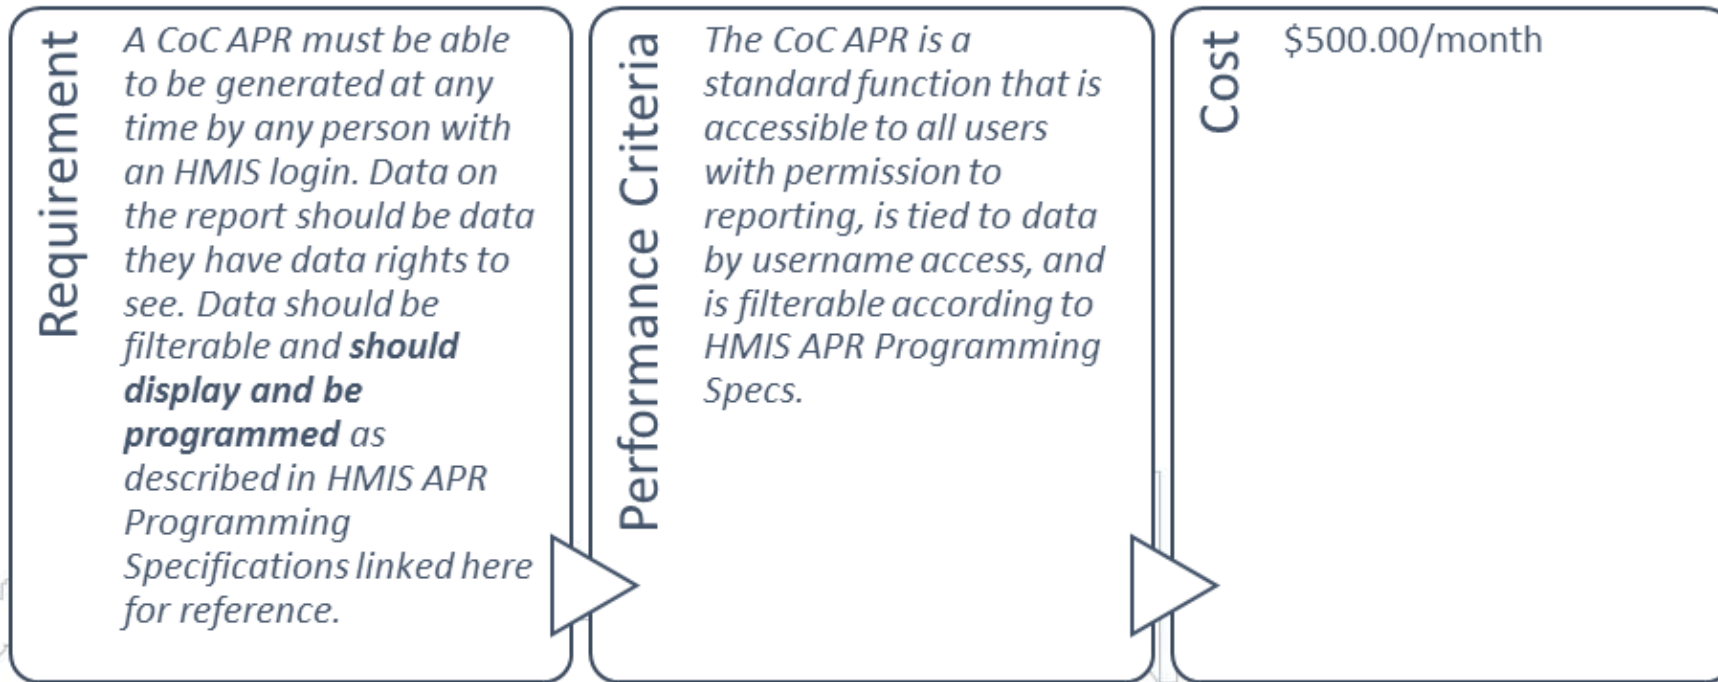 Requirement
A CoC APR must be able
to be generated at any
time by any person with
an HMIS login. Data on
the report should be data
they have data rights to
see. Data should be
filterable and should
display and be
programmed as
described in HMIS APR
Programming
Specifications linked here
for reference.
Performance Criteria
The CoC APR is a
standard function that is
accessible to all users
with permission to
reporting, is tied to data
by username access, and
is filterable according to
HMIS APR Programming
Specs.
Cost
$500.00/month